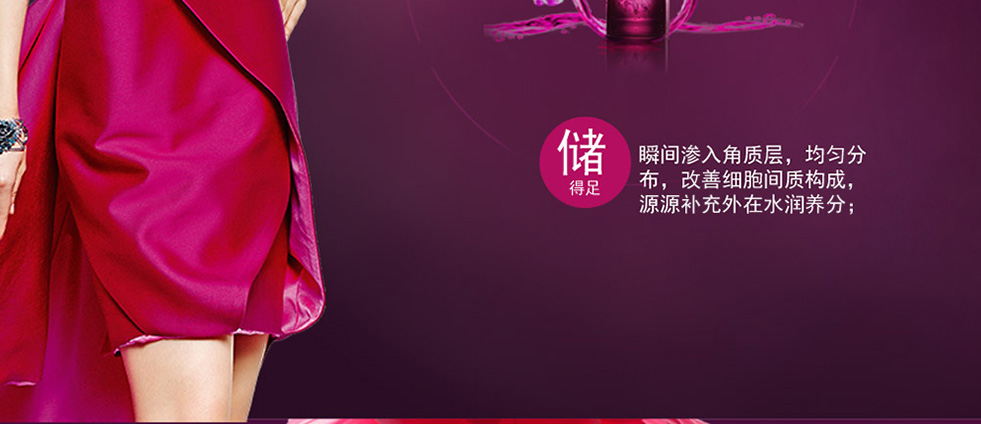 储
得足
瞬间渗入角质层，均匀分
布，改善细胞间质构成，
源源补充外在水润养分；